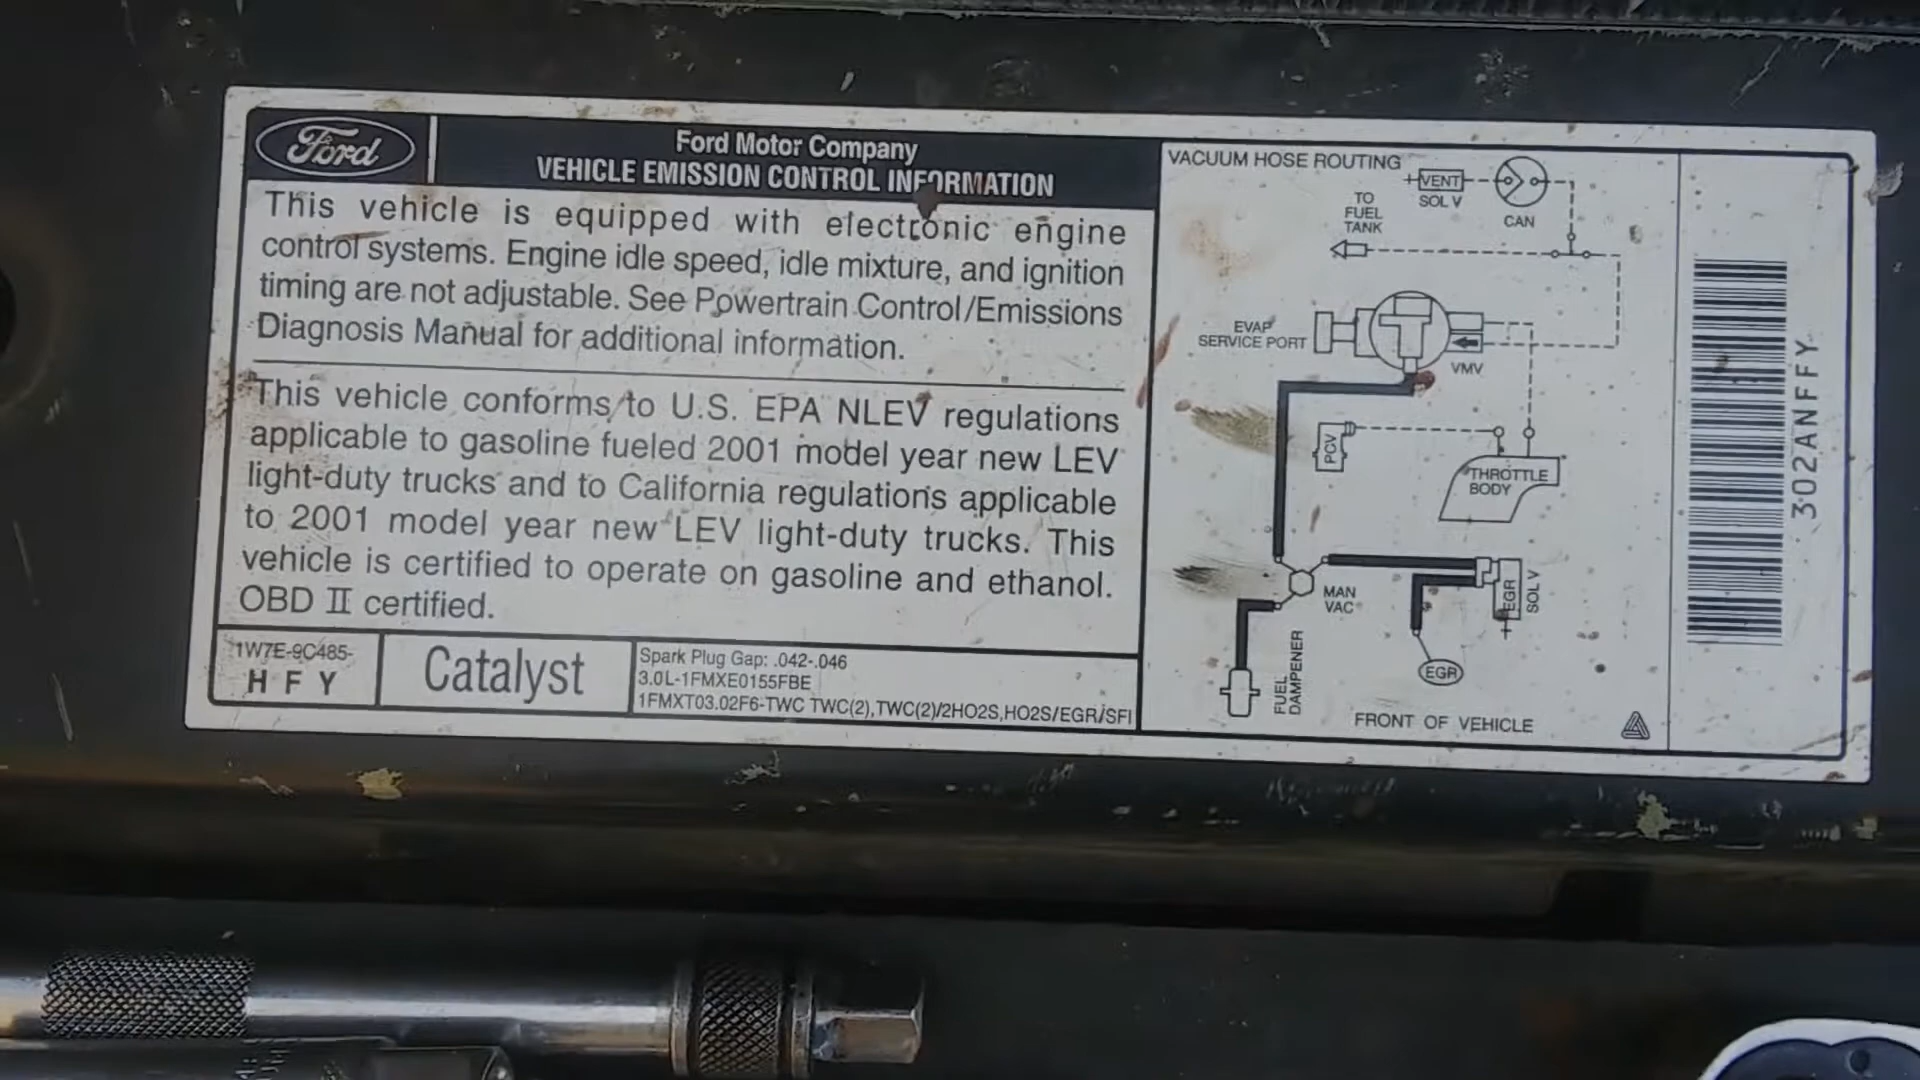 Ford
Ford Motor Company
VEHICLE EMISSION CONTROL INFORMATION
This vehicle is equipped with electronic engine
control systems. Engine idle speed, idle mixture, and ignition
timing are not adjustable. See Powertrain Control/Emissions
Diagnosis Manual for additional information.
This vehicle conforms to U.S. EPA NLEV regulations
applicable to gasoline fueled 2001 model year new LEV
light-duty trucks and to California regulations applicable
to 2001 model year new LEV light-duty trucks. This
vehicle is certified to operate on gasoline and ethanol.
OBD II certified.
1W7E-9C485-
H F Y
Catalyst
Spark Plug Gap: .042-.046
3.0L-1FMXE0155FBE
1FMXT03.02F6-TWC TWC(2),TWC(2)/2HO2S,HO2S/EGR/SFI
VACUUM HOSE ROUTING
VENT
SOL V
CAN
TO
FUEL
TANK
EVAP
SERVICE PORT
VMV
PCV
THROTTLE
BODY
MAN
VAC
EGR
SOL V
EGR
FUEL
DAMPENER
FRONT OF VEHICLE
302ANFFY